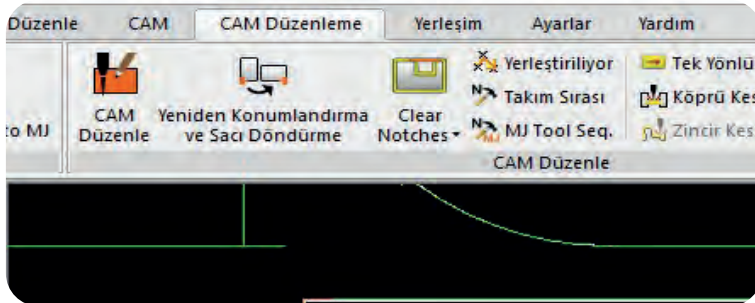 Düzenle CAM CAM Düzenleme Yerleşim Ayarlar Yardım
to MJ
CAM
Düzenle
Yeniden Konumlandırma
ve Sacı Döndürme
Clear
Notches
Yerleştiriliyor
Takım Sırası
MJ Tool Seq.
Tek Yönlü
Köprü Kes
Zincir Kes
CAM Düzenle